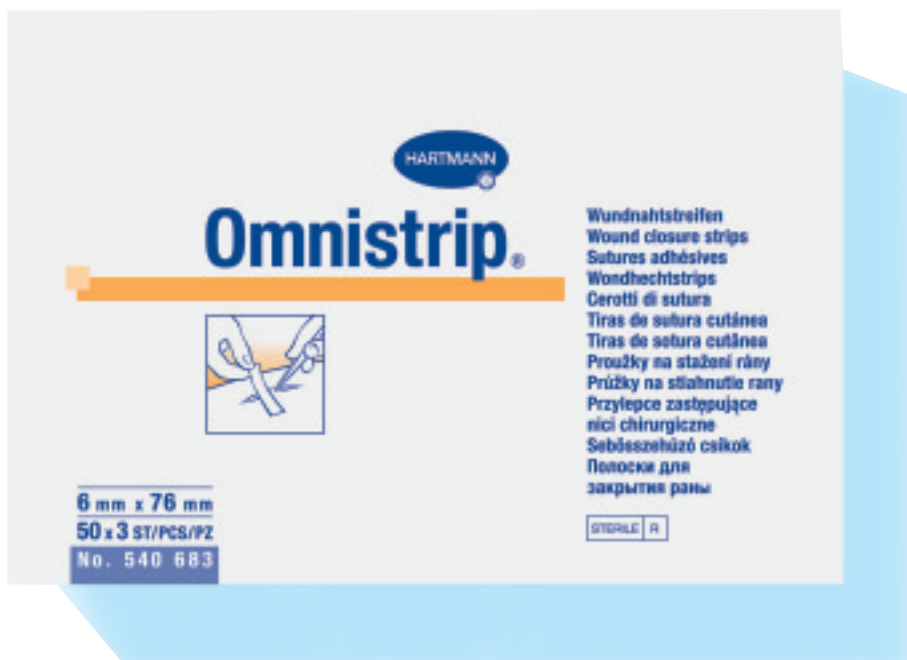 HARTMANN
®
Omnistrip®
Wundnahtstreifen
Wound closure strips
Sutures adhésives
Wondhechtstrips
Cerotti di sutura
Tiras de sutura cutánea
Tiras de sotura cutânea
Proužky na stažení rány
Prúžky na stiahnutie rany
Przylepce zastępujące
nici chirurgiczne
Sebösszehúzó csíkok
Полоски для
закрытия раны
STERILE R
6 mm x 76 mm
50 x 3 ST/PCS/PZ
No. 540 683